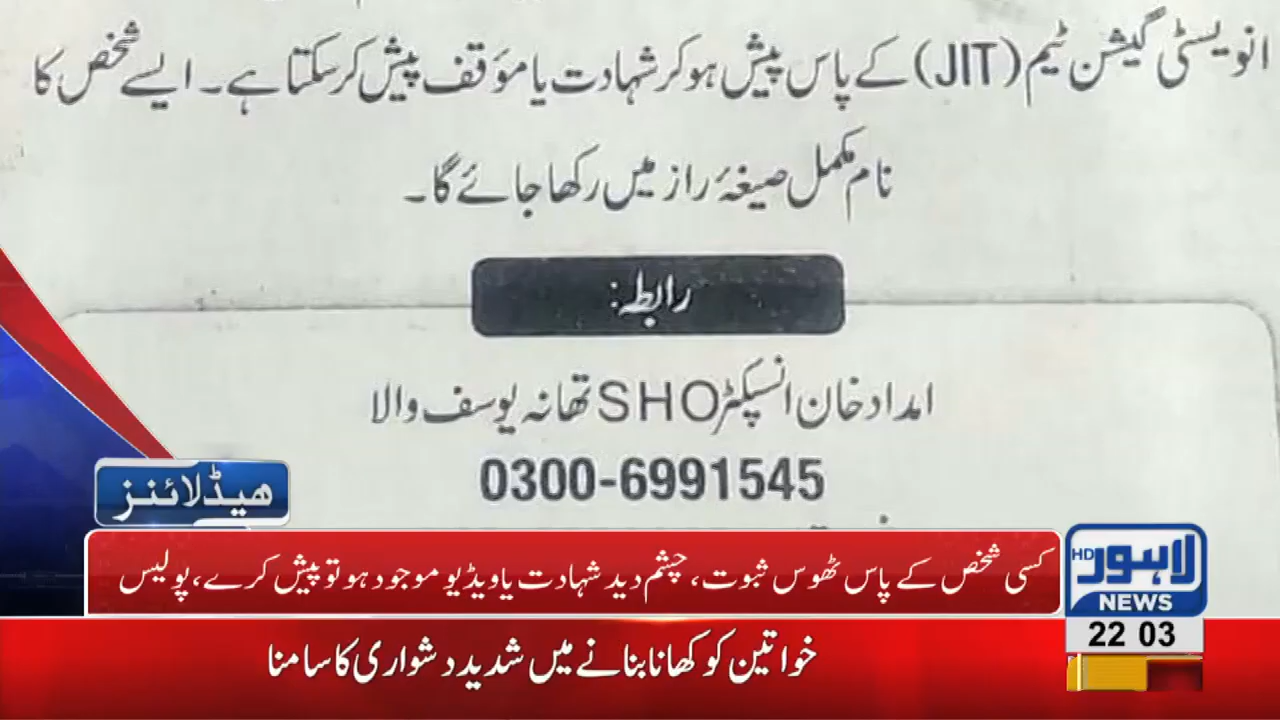 انویسٹی گیشن ٹیم (JIT) کے پاس پیش ہو کر شہادت یا مؤقف پیش کر سکتا ہے۔ ایسے شخص کا
نام مکمل صیغۂ راز میں رکھا جائے گا۔
رابطہ:
امداد خان انسپکٹر SHO تھانہ یوسف والا
0300-6991545
ھیڈلائنز
کسی شخص کے پاس ٹھوس ثبوت، چشم دید شہادت یا ویڈیو موجود ہو تو پیش کرے، پولیس
لاہور HD
NEWS
22 03
خواتین کو کھانا بنانے میں شدید دشواری کا سامنا